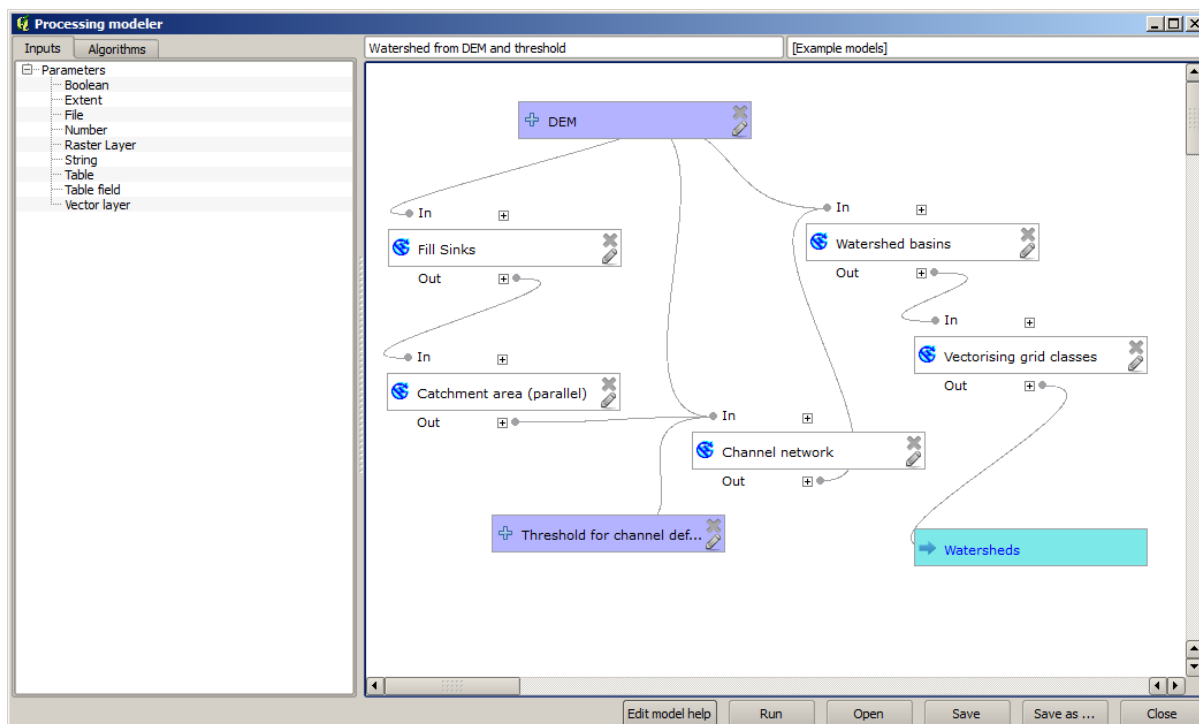 Processing modeler
Inputs
Algorithms
Parameters
Boolean
Extent
File
Number
Raster Layer
String
Table
Table field
Vector layer
Watershed from DEM and threshold
[Example models]
DEM
In
Fill Sinks
Out
In
Watershed basins
Out
In
Vectorising grid classes
Out
In
Catchment area (parallel)
Out
In
Channel network
Out
Threshold for channel def...
Watersheds
Edit model help
Run
Open
Save
Save as ...
Close